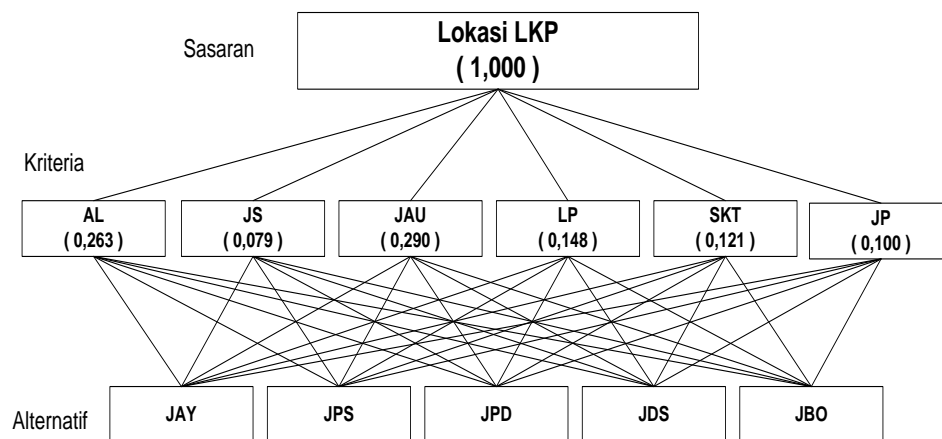 Sasaran
Lokasi LKP
( 1,000 )
Kriteria
AL
( 0,263 )
JS
( 0,079 )
JAU
( 0,290 )
LP
( 0,148 )
SKT
( 0,121 )
JP
( 0,100 )
Alternatif
JAY
JPS
JPD
JDS
JBO